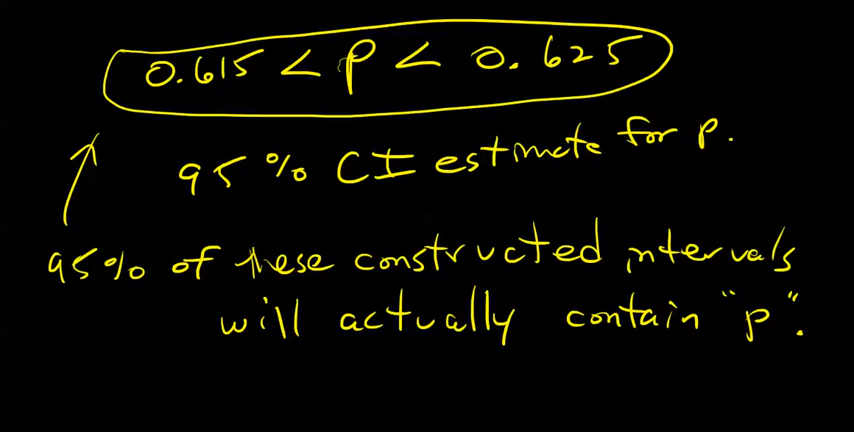 0.615 < p < 0.625
95% CI estimate for p.
95% of these constructed intervals
will actually contain "p".